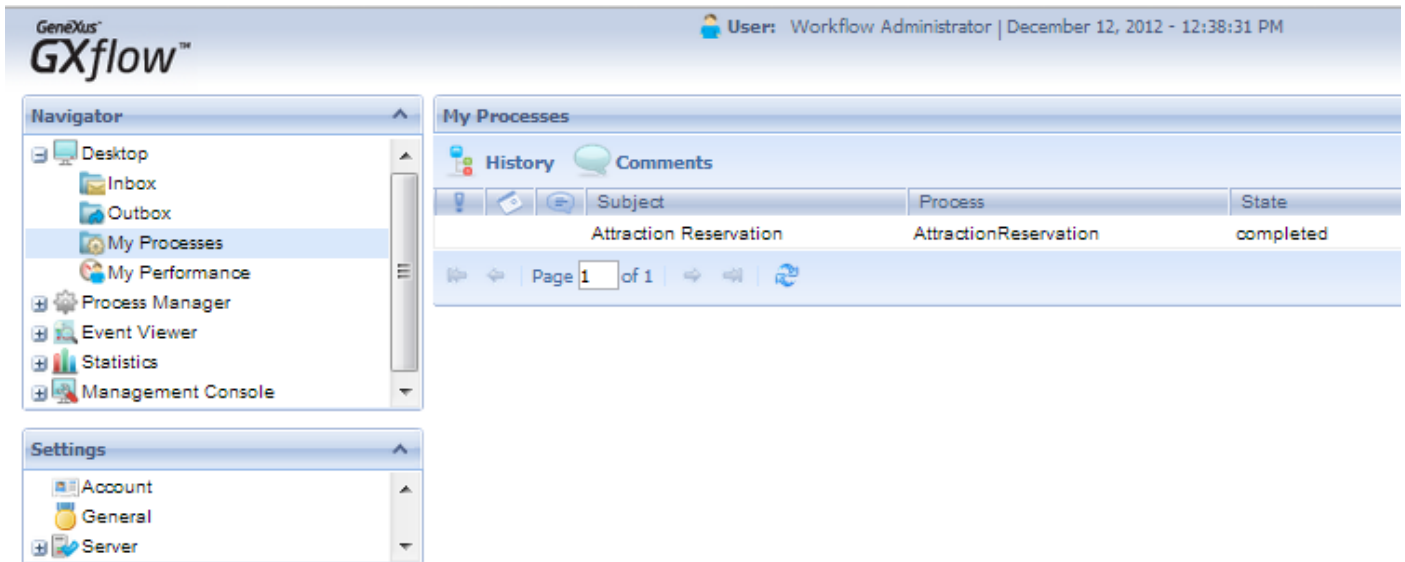 GeneXus™
GXflow™
User: Workflow Administrator | December 12, 2012 - 12:38:31 PM
Navigator
Desktop
Inbox
Outbox
My Processes
My Performance
Process Manager
Event Viewer
Statistics
Management Console
Settings
Account
General
Server
My Processes
History Comments
Subject Process State
Attraction Reservation AttractionReservation completed
Page 1 of 1